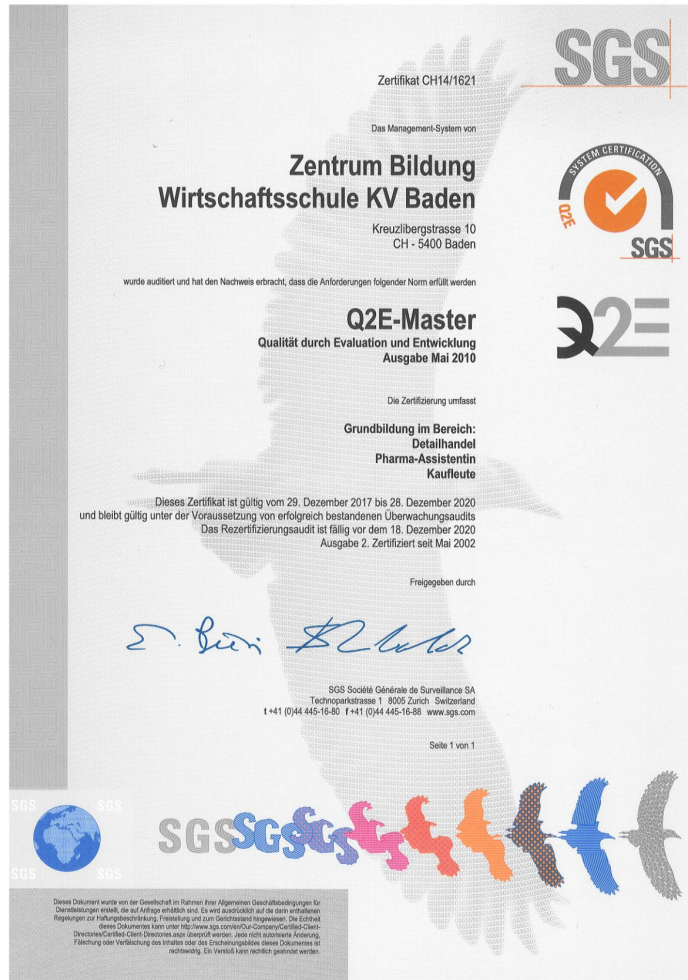 SGS
Zertifikat CH14/1621
Das Management-System von
Zentrum Bildung
Wirtschaftsschule KV Baden
Kreuzlibergstrasse 10
CH - 5400 Baden
SYSTEM CERTIFICATION
Q2E
SGS
wurde auditiert und hat den Nachweis erbracht, dass die Anforderungen folgender Norm erfüllt werden
Q2E-Master
Qualität durch Evaluation und Entwicklung
Ausgabe Mai 2010
Q2E
Die Zertifizierung umfasst
Grundbildung im Bereich:
Detailhandel
Pharma-Assistentin
Kaufleute
Dieses Zertifikat ist gültig vom 29. Dezember 2017 bis 28. Dezember 2020
und bleibt gültig unter der Voraussetzung von erfolgreich bestandenen Überwachungsaudits
Das Rezertifizierungsaudit ist fällig vor dem 18. Dezember 2020
Ausgabe 2. Zertifiziert seit Mai 2002
Freigegeben durch
SGS Société Générale de Surveillance SA
Technoparkstrasse 1 8005 Zurich Switzerland
t +41 (0)44 445-16-80 f +41 (0)44 445-16-88 www.sgs.com
Seite 1 von 1
SGS SGS
SGS SGS
SGS SGS SGS
Dieses Dokument wurde von der Gesellschaft im Rahmen ihrer Allgemeinen Geschäftsbedingungen für
Dienstleistungen erstellt, die auf Anfrage erhältlich sind. Es wird ausdrücklich auf die darin enthaltenen
Regelungen zur Haftungsbeschränkung, Freistellung und zum Gerichtsstand hingewiesen. Die Echtheit
dieses Dokumentes kann unter http://www.sgs.com/en/Our-Company/Certified-Client-
Directories/Certified-Client-Directories.aspx überprüft werden. Jede nicht autorisierte Änderung,
Fälschung oder Verfälschung des Inhaltes oder des Erscheinungsbildes dieses Dokumentes ist
rechtswidrig. Ein Verstoß kann rechtlich geahndet werden.